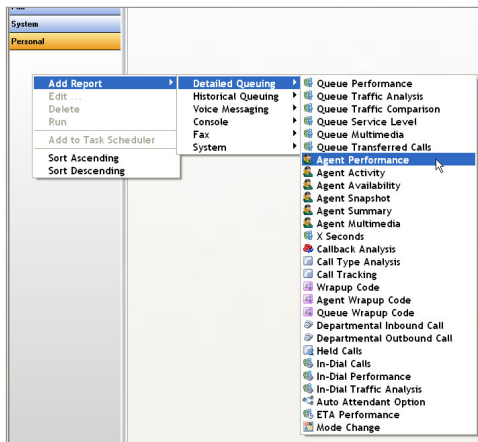 System
Personal
Add Report
Edit ...
Delete
Run
Add to Task Scheduler
Sort Ascending
Sort Descending
Detailed Queuing
Historical Queuing
Voice Messaging
Console
Fax
System
Queue Performance
Queue Traffic Analysis
Queue Traffic Comparison
Queue Service Level
Queue Multimedia
Queue Transferred Calls
Agent Performance
Agent Activity
Agent Availability
Agent Snapshot
Agent Summary
Agent Multimedia
X Seconds
Callback Analysis
Call Type Analysis
Call Tracking
Wrapup Code
Agent Wrapup Code
Queue Wrapup Code
Departmental Inbound Call
Departmental Outbound Call
Held Calls
In-Dial Calls
In-Dial Performance
In-Dial Traffic Analysis
Auto Attendant Option
ETA Performance
Mode Change